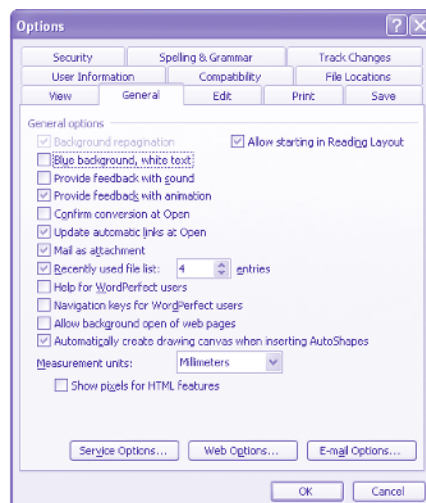 Options
Security Spelling & Grammar Track Changes
User Information Compatibility File Locations
View General Edit Print Save
General options
Background repagination Allow starting in Reading Layout
Blue background, white text
Provide feedback with sound
Provide feedback with animation
Confirm conversion at Open
Update automatic links at Open
Mail as attachment
Recently used file list: 4 entries
Help for WordPerfect users
Navigation keys for WordPerfect users
Allow background open of web pages
Automatically create drawing canvas when inserting AutoShapes
Measurement units: Millimeters
Show pixels for HTML features
Service Options... Web Options... E-mail Options...
OK Cancel